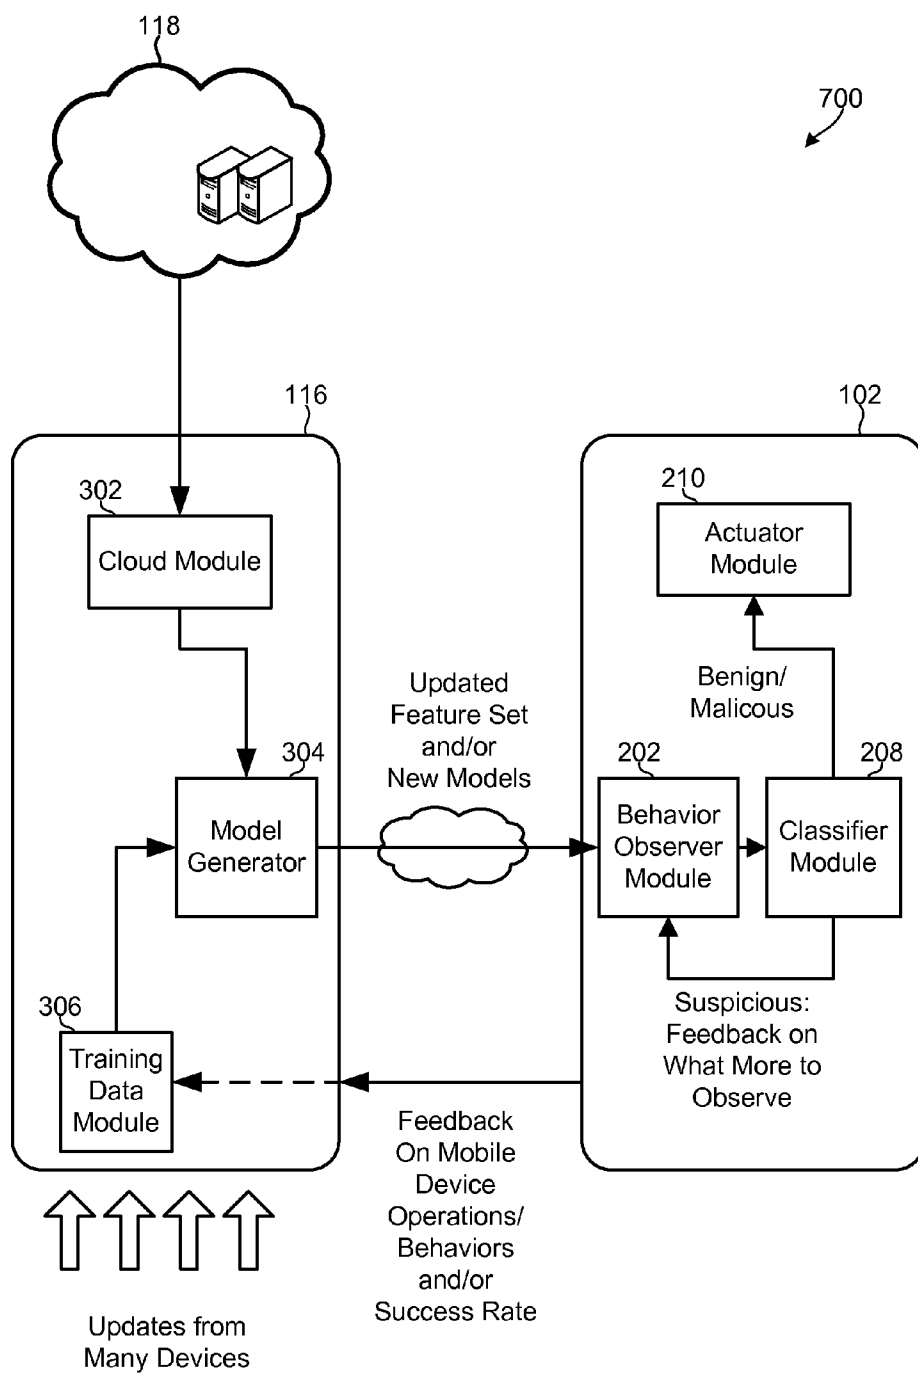 118
700
116
102
302
Cloud Module
210
Actuator
Module
Benign/
Malicous
Updated
Feature Set
and/or
New Models
304
Model
Generator
202
Behavior
Observer
Module
208
Classifier
Module
Suspicious:
Feedback on
What More to
Observe
306
Training
Data
Module
Feedback
On Mobile
Device
Operations/
Behaviors
and/or
Success Rate
Updates from
Many Devices